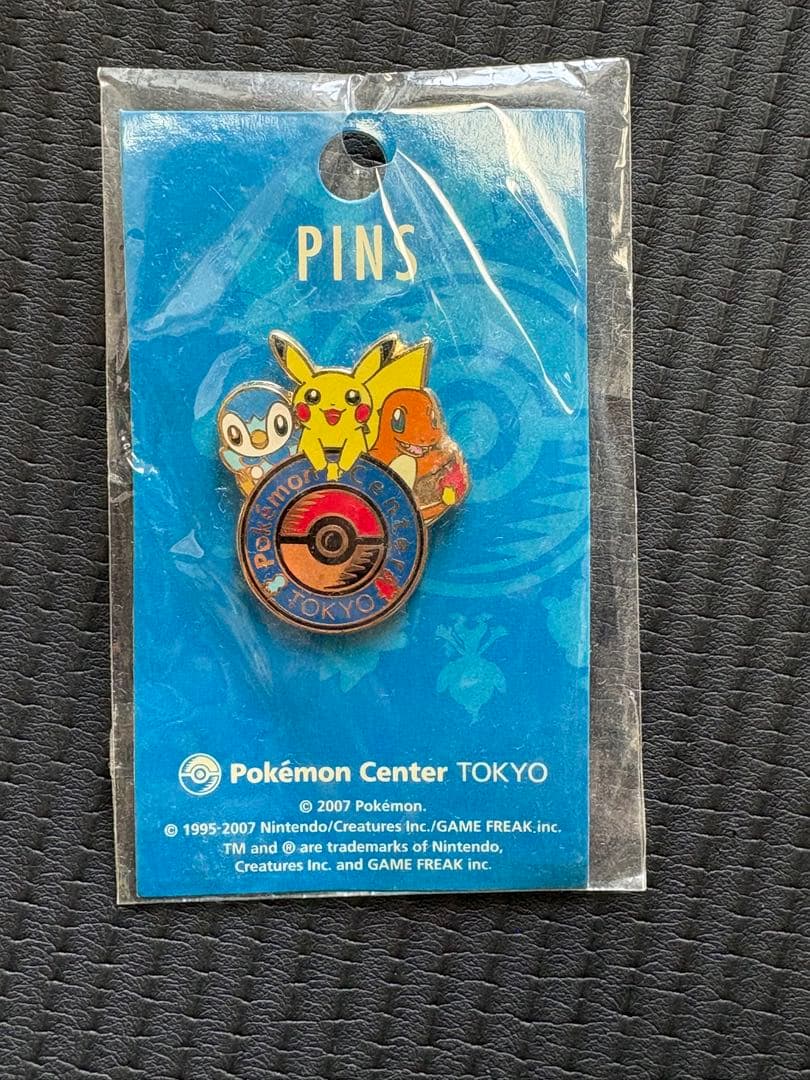 PINS
Pokémon Center
TOKYO
Pokémon Center TOKYO
© 2007 Pokémon.
© 1995-2007 Nintendo/Creatures Inc./GAME FREAK inc.
TM and ® are trademarks of Nintendo,
Creatures Inc. and GAME FREAK inc.